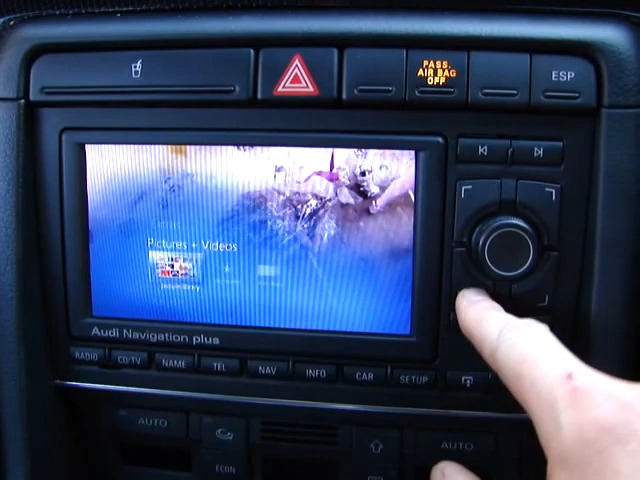 PASS.
AIR BAG
OFF
ESP
Pictures + Videos
Audi Navigation plus
RADIO
CD/TV
NAME
TEL
NAV
INFO
CAR
SETUP
AUTO
AUTO
ECON